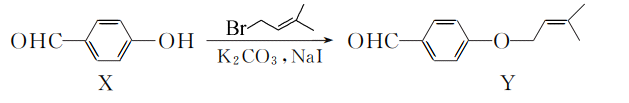 Br
OHC OH OHC O
K₂CO₃,NaI
X Y